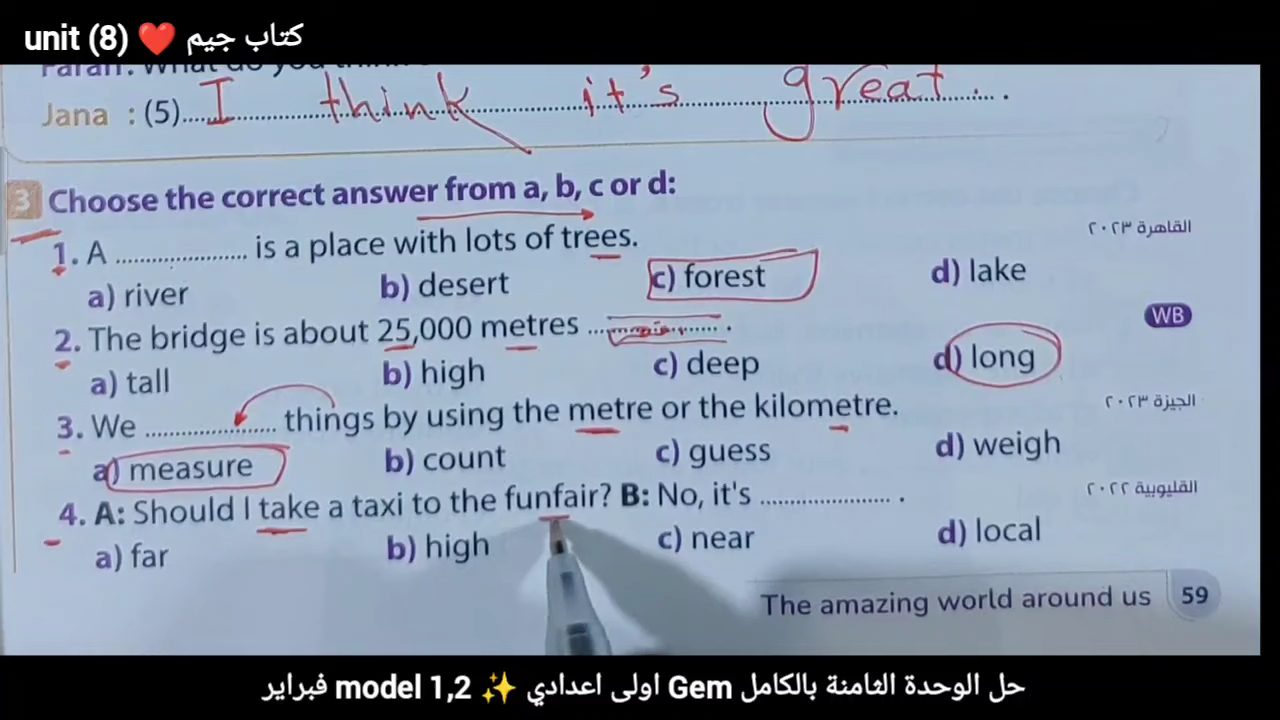 unit (8) ❤️ كتاب جيم
Jana : (5) I think it's great.
3 Choose the correct answer from a, b, c or d:
1. A .................... is a place with lots of trees. القاهرة ٢٠٢٣
a) river b) desert c) forest d) lake
2. The bridge is about 25,000 metres .................... . WB
a) tall b) high c) deep d) long
3. We .................... things by using the metre or the kilometre. الجيزة ٢٠٢٣
a) measure b) count c) guess d) weigh
4. A: Should I take a taxi to the funfair? B: No, it's .................... . القليوبية ٢٠٢٢
a) far b) high c) near d) local
The amazing world around us 59
حل الوحدة الثامنة بالكامل Gem اولى اعدادي ✨ model 1,2 فبراير